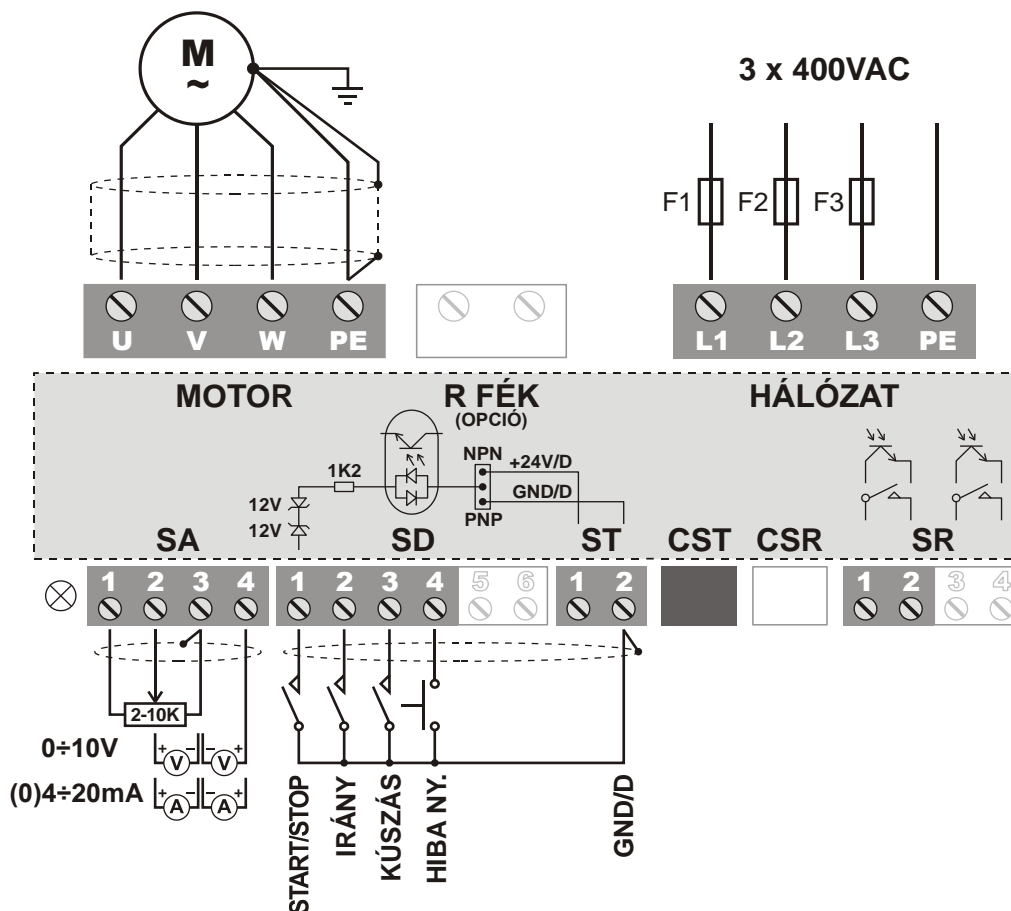 M
~
3 x 400VAC
F1 F2 F3
U V W PE
L1 L2 L3 PE
MOTOR
R FÉK
(OPCIÓ)
HÁLÓZAT
1K2
NPN
+24V/D
GND/D
PNP
12V
12V
SA
SD
ST
CST
CSR
SR
1 2 3 4
1 2 3 4 5 6
1 2
1 2 3 4
2-10K
0÷10V
+ V − − V +
(0)4÷20mA
+ A − − A +
START/STOP
IRÁNY
KÚSZÁS
HIBA NY.
GND/D